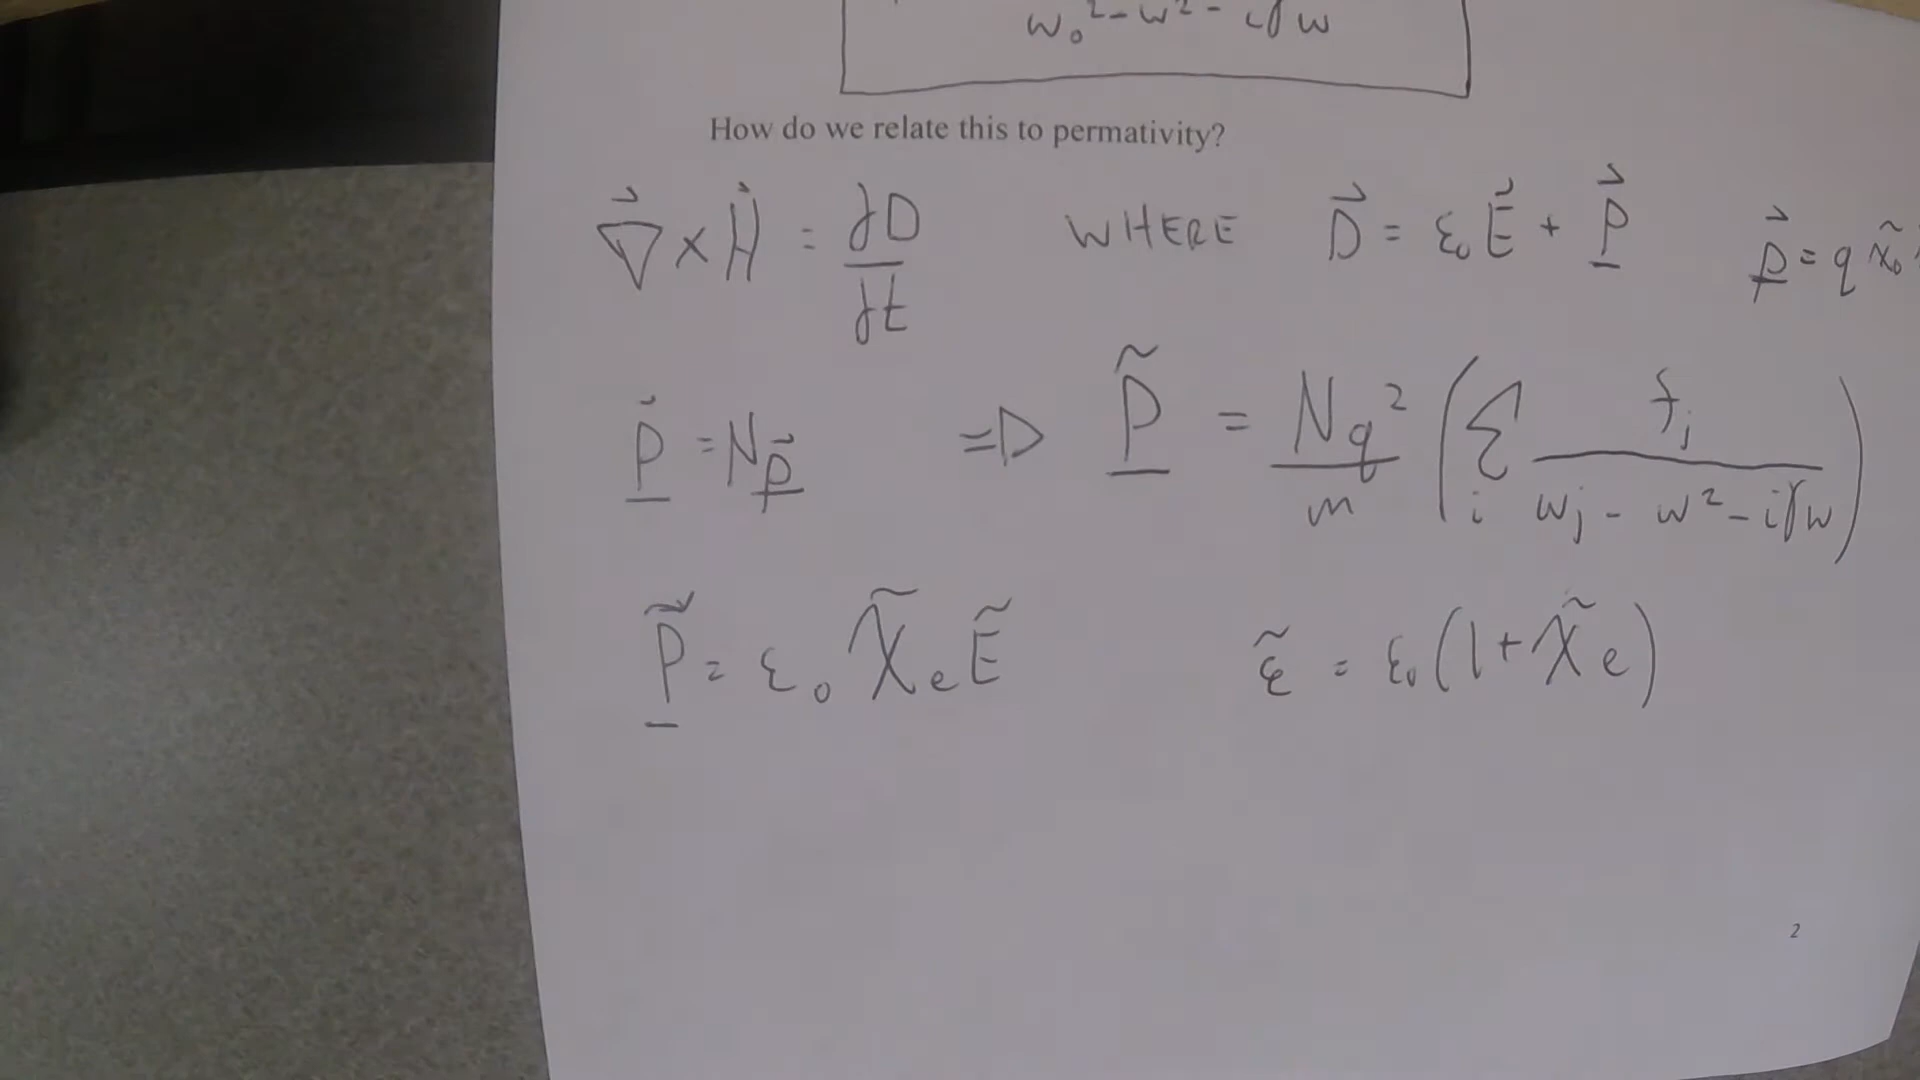 ω₀² - ω² - iγω
How do we relate this to permativity?
∇⃗ × H⃗ = ∂D/∂t WHERE D⃗ = ε₀E⃗ + P⃗ p⃗ = q x̃₀
P⃗ = Np⃗ ⇒ P̃ = Nq²/m (Σᵢ fⱼ/(ωⱼ - ω² - iγω))
P̃ = ε₀ χ̃e Ẽ ε̃ = ε₀(1 + χ̃e)
2